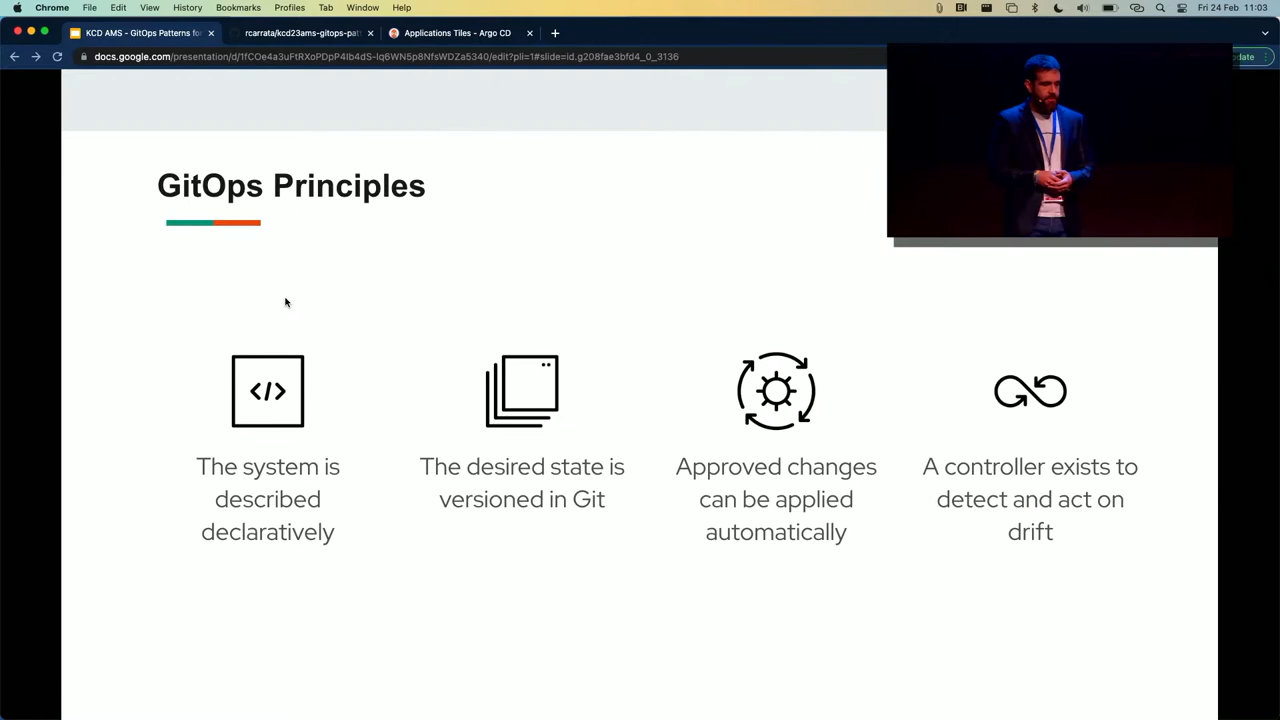 Chrome File Edit View History Bookmarks Profiles Tab Window Help Fri 24 Feb 11:03
KCD AMS - GitOps Patterns for rcarrata/kcd23ams-gitops-pat Applications Tiles - Argo CD
docs.google.com/presentation/d/1fCOe4a3uFtRXoPDpP4Ib4dS-Iq6WN5p8NfsWDZa5340/edit?pli=1#slide=id.g208fae3bfd4_0_3136 date
GitOps Principles
</>
The system is
described
declaratively
The desired state is
versioned in Git
Approved changes
can be applied
automatically
A controller exists to
detect and act on
drift